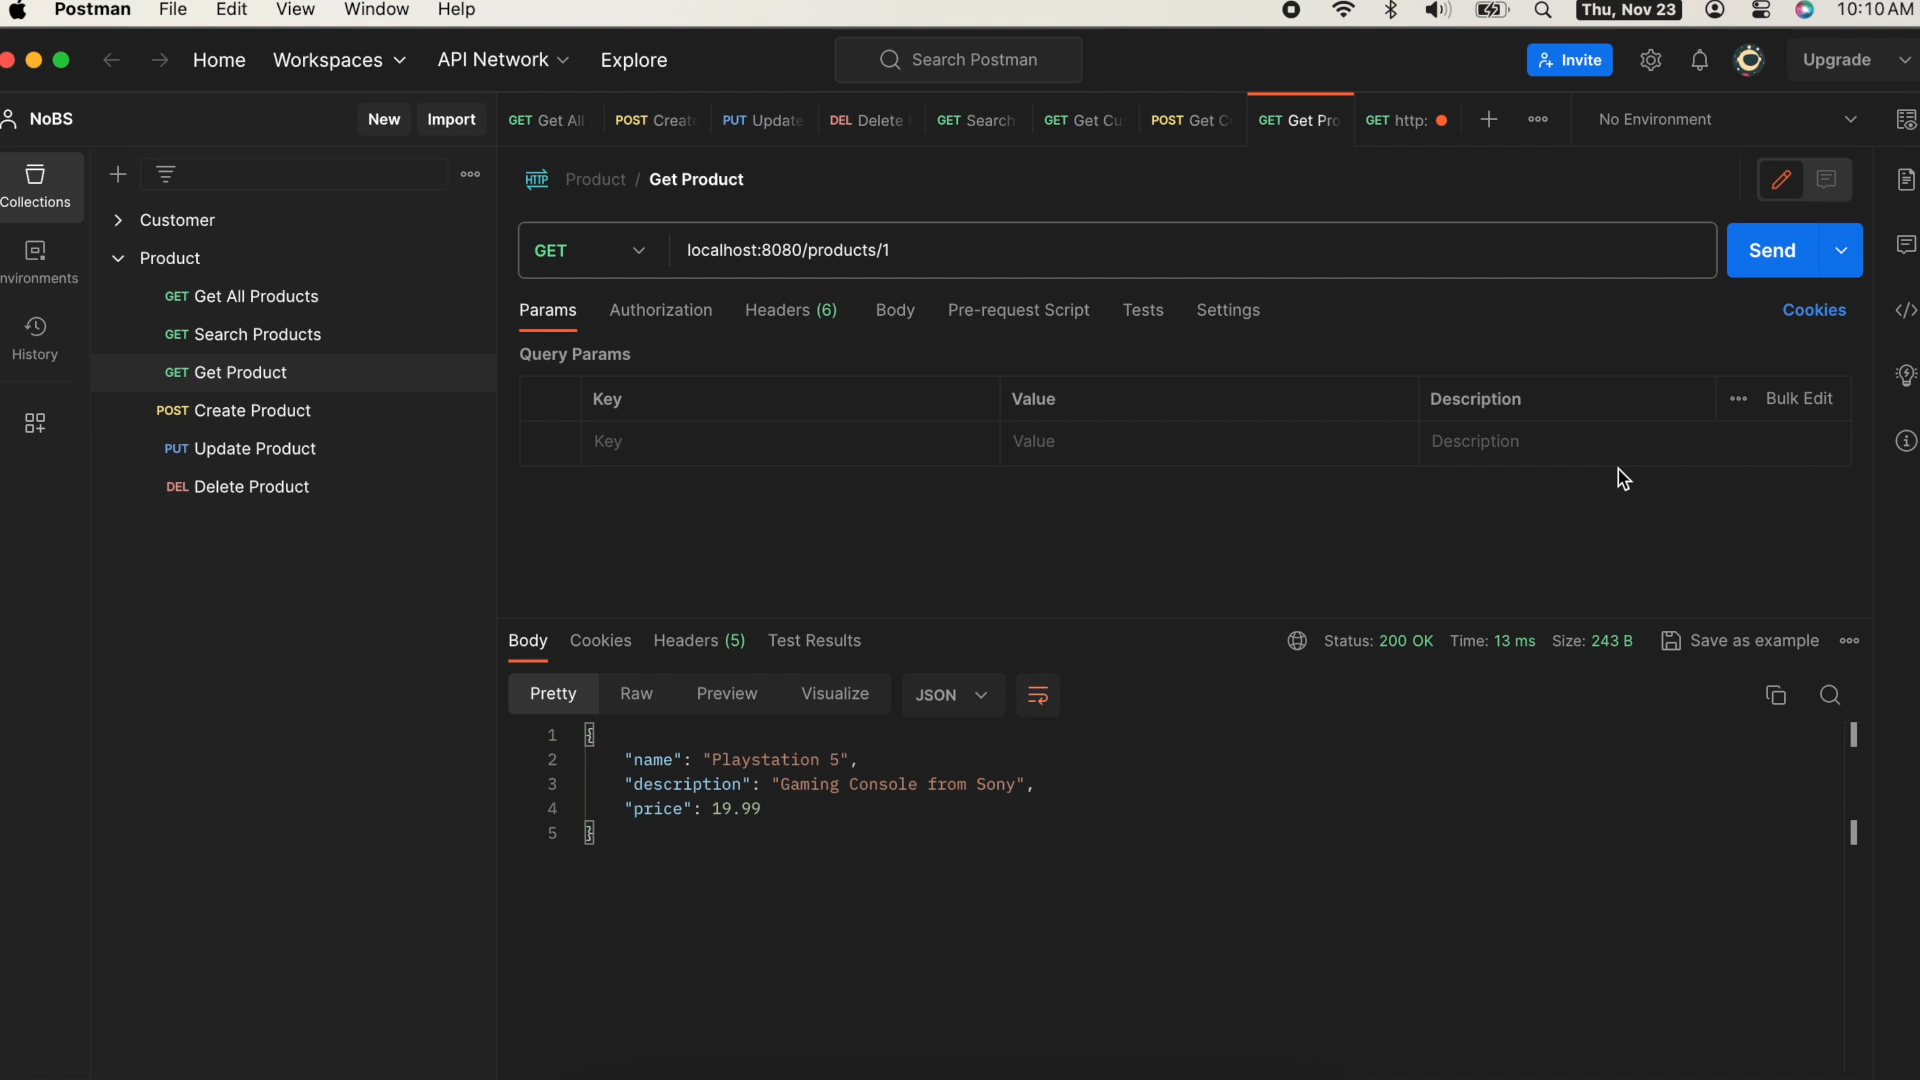 Postman File Edit View Window Help Thu, Nov 23 10:10 AM
Home Workspaces API Network Explore Search Postman Invite Upgrade
NoBS New Import
GET Get All POST Create PUT Update DEL Delete GET Search GET Get Cu POST Get C GET Get Pro GET http: No Environment
Collections
nvironments
History
Customer
Product
GET Get All Products
GET Search Products
GET Get Product
POST Create Product
PUT Update Product
DEL Delete Product
HTTP Product / Get Product
GET localhost:8080/products/1 Send
Params Authorization Headers (6) Body Pre-request Script Tests Settings Cookies
Query Params
Key Value Description Bulk Edit
Key Value Description
Body Cookies Headers (5) Test Results Status: 200 OK Time: 13 ms Size: 243 B Save as example
Pretty Raw Preview Visualize JSON
1 {
2 "name": "Playstation 5",
3 "description": "Gaming Console from Sony",
4 "price": 19.99
5 }